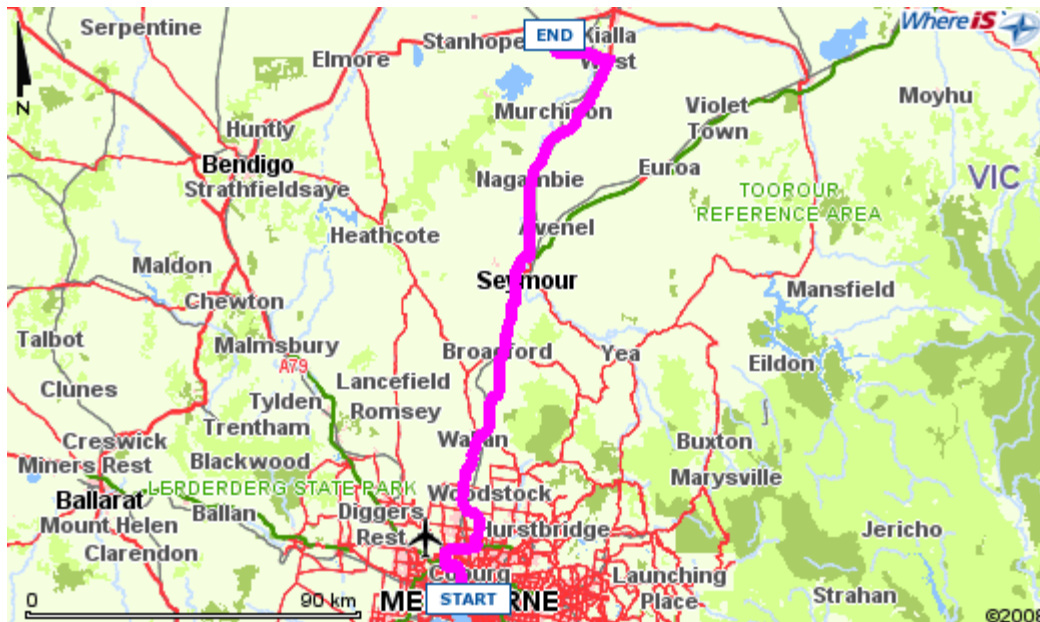 Serpentine
Stanhope
END
Kialla
West
WhereiS
Elmore
N
Murchison
Violet
Town
Moyhu
Huntly
Bendigo
Strathfieldsaye
Nagambie
Euroa
VIC
TOOROUR
REFERENCE AREA
Heathcote
Avenel
Maldon
Seymour
Mansfield
Chewton
Talbot
Malmsbury
A79
Broadford
Yea
Eildon
Clunes
Lancefield
Tylden
Romsey
Trentham
Wallan
Creswick
Buxton
Miners Rest
Blackwood
Marysville
LERDERDERG STATE PARK
Woodstock
Ballarat
Ballan
Diggers
Rest
Mount Helen
Hurstbridge
Jericho
Clarendon
Coburg
Launching
Place
Strahan
0
90 km
MELBOURNE
START
©2008